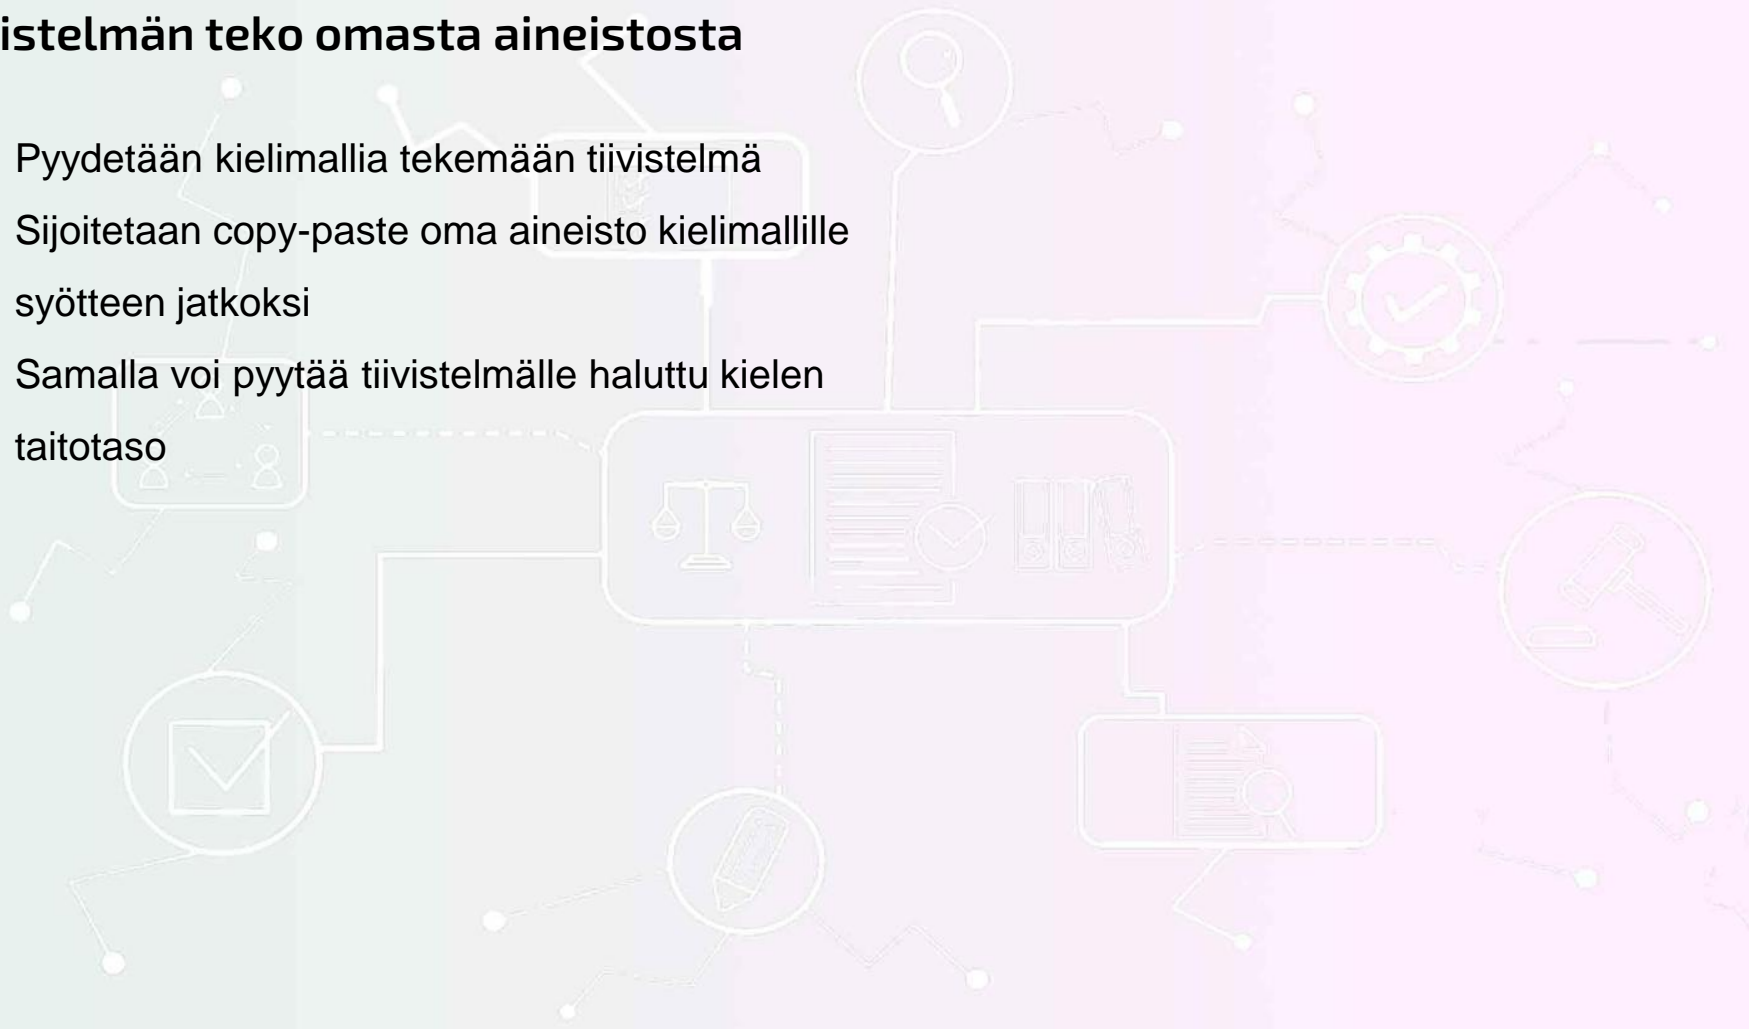 istelmän teko omasta aineistosta
Pyydetään kielimallia tekemään tiivistelmä
Sijoitetaan copy-paste oma aineisto kielimallille
syötteen jatkoksi
Samalla voi pyytää tiivistelmälle haluttu kielen
taitotaso